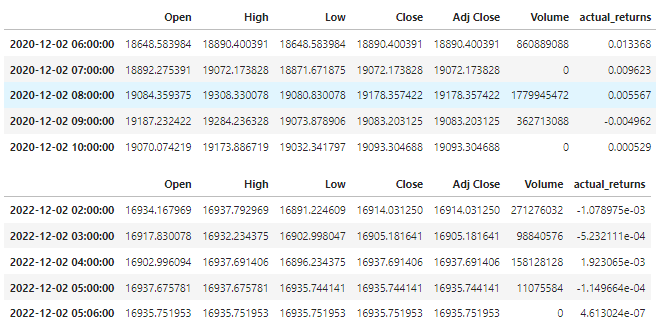 Open High Low Close Adj Close Volume actual_returns
2020-12-02 06:00:00 18648.583984 18890.400391 18648.583984 18890.400391 18890.400391 860889088 0.013368
2020-12-02 07:00:00 18892.275391 19072.173828 18871.671875 19072.173828 19072.173828 0 0.009623
2020-12-02 08:00:00 19084.359375 19308.330078 19080.830078 19178.357422 19178.357422 1779945472 0.005567
2020-12-02 09:00:00 19187.232422 19284.236328 19073.878906 19083.203125 19083.203125 362713088 -0.004962
2020-12-02 10:00:00 19070.074219 19173.886719 19032.341797 19093.304688 19093.304688 0 0.000529
Open High Low Close Adj Close Volume actual_returns
2022-12-02 02:00:00 16934.167969 16937.792969 16891.224609 16914.031250 16914.031250 271276032 -1.078975e-03
2022-12-02 03:00:00 16917.830078 16932.234375 16902.998047 16905.181641 16905.181641 98840576 -5.232111e-04
2022-12-02 04:00:00 16902.996094 16937.691406 16896.234375 16937.691406 16937.691406 158128128 1.923065e-03
2022-12-02 05:00:00 16937.675781 16937.675781 16935.744141 16935.744141 16935.744141 11075584 -1.149664e-04
2022-12-02 05:06:00 16935.751953 16935.751953 16935.751953 16935.751953 16935.751953 0 4.613024e-07